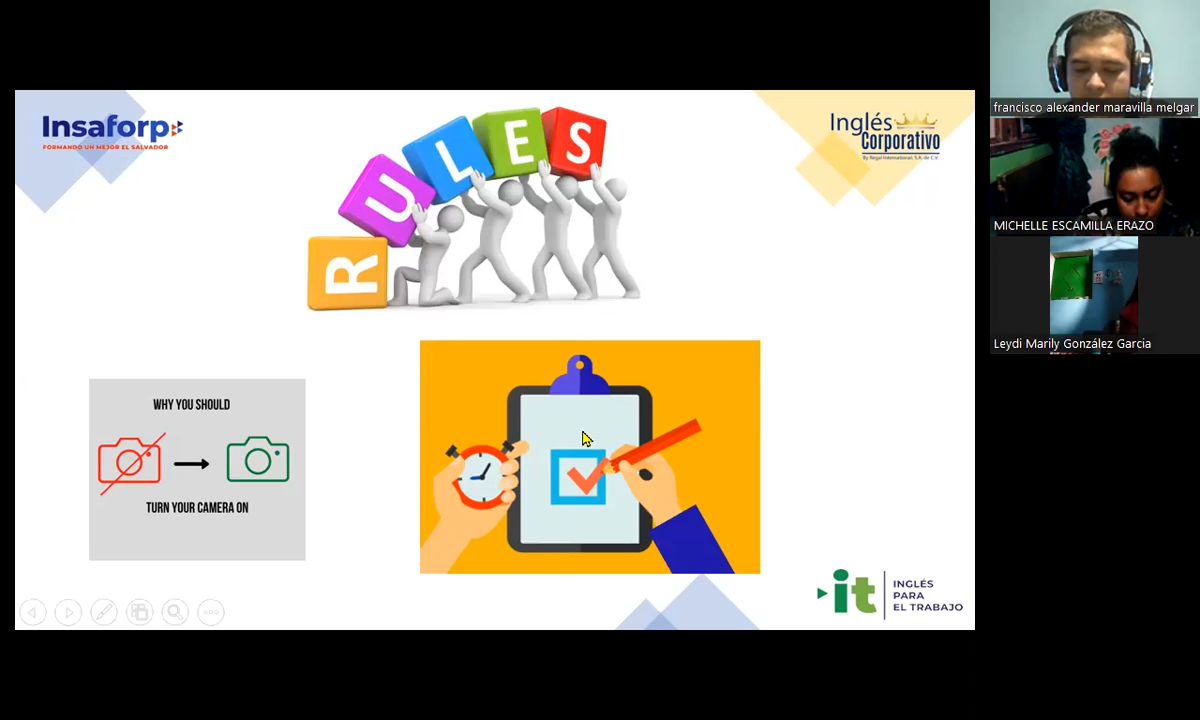 Insaforp
FORMANDO UN MEJOR EL SALVADOR
RULES
Inglés
Corporativo
By Regal International, S.A. de C.V.
WHY YOU SHOULD
TURN YOUR CAMERA ON
it
INGLÉS
PARA
EL TRABAJO
francisco alexander maravilla melgar
MICHELLE ESCAMILLA ERAZO
Leydi Marily González Garcia